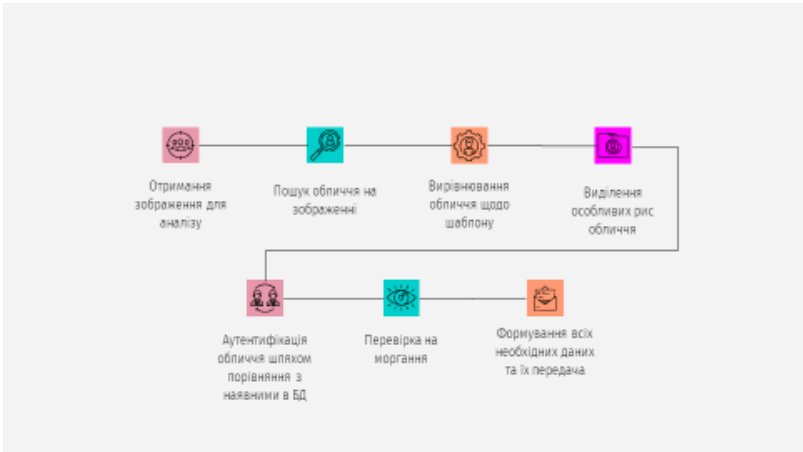 Отримання
зображення для
аналізу
Пошук обличчя на
зображенні
Вирівнювання
обличчя щодо
шаблону
Виділення
особливих рис
обличчя
Аутентифікація
обличчя шляхом
порівняння з
наявними в БД
Перевірка на
моргання
Формування всіх
необхідних даних
та їх передача